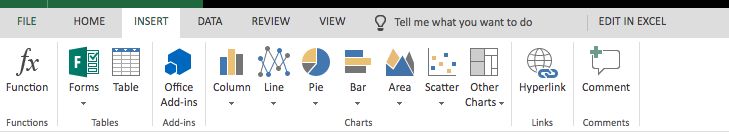 FILE HOME INSERT DATA REVIEW VIEW Tell me what you want to do EDIT IN EXCEL
fx
Function Forms Table Office Add-ins Column Line Pie Bar Area Scatter Other Charts Hyperlink Comment
Functions Tables Add-ins Charts Links Comments